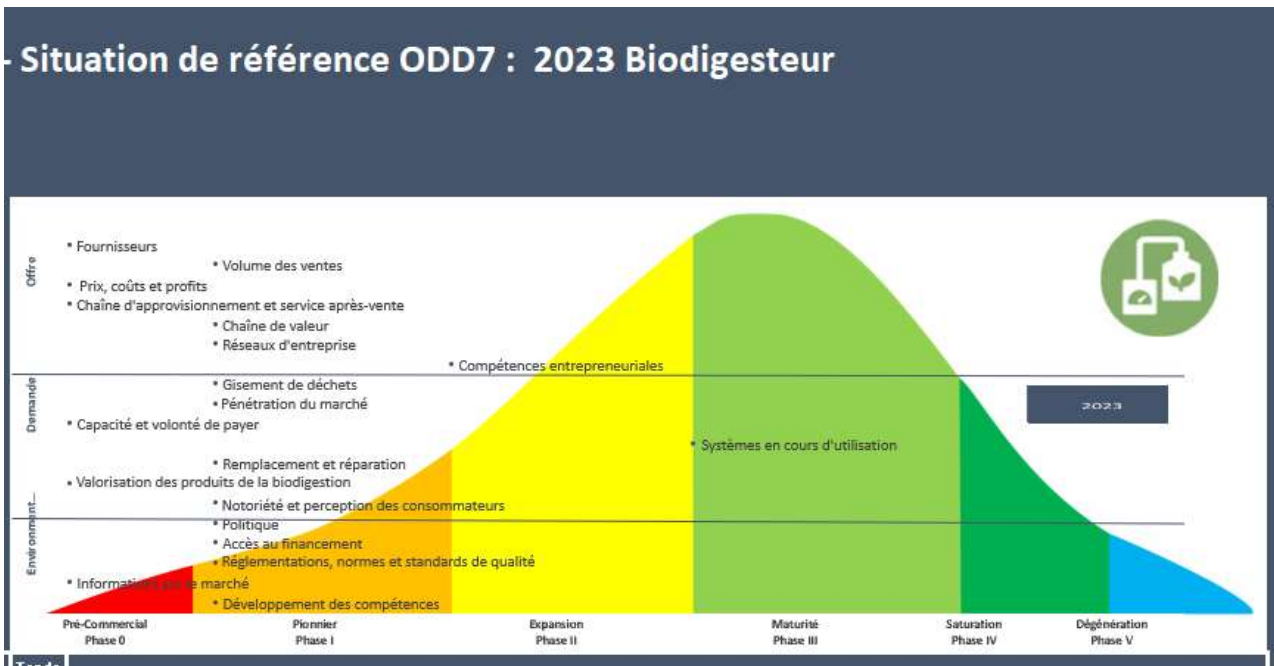 - Situation de référence ODD7 : 2023 Biodigesteur
Offre
• Fournisseurs
• Volume des ventes
• Prix, coûts et profits
• Chaîne d'approvisionnement et service après-vente
• Chaîne de valeur
• Réseaux d'entreprise
• Compétences entrepreneuriales
Demande
• Gisement de déchets
• Pénétration du marché
2023
• Capacité et volonté de payer
• Systèmes en cours d'utilisation
• Remplacement et réparation
• Valorisation des produits de la biodigestion
• Notoriété et perception des consommateurs
Environment...
• Politique
• Accès au financement
• Réglementations, normes et standards de qualité
• Informations sur le marché
• Développement des compétences
Pré-Commercial
Phase 0
Pionnier
Phase I
Expansion
Phase II
Maturité
Phase III
Saturation
Phase IV
Dégénération
Phase V